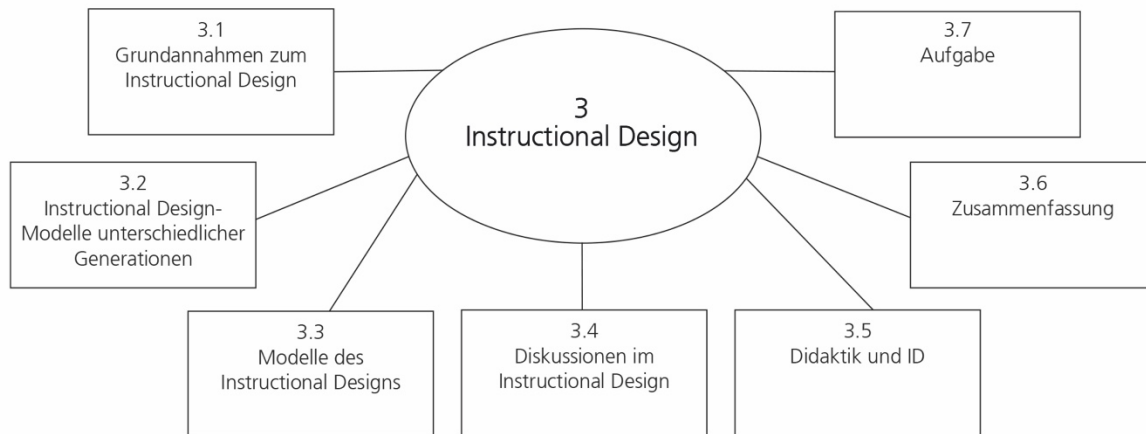 3
Instructional Design
3.1
Grundannahmen zum
Instructional Design
3.2
Instructional Design-
Modelle unterschiedlicher
Generationen
3.3
Modelle des
Instructional Designs
3.4
Diskussionen im
Instructional Design
3.5
Didaktik und ID
3.6
Zusammenfassung
3.7
Aufgabe